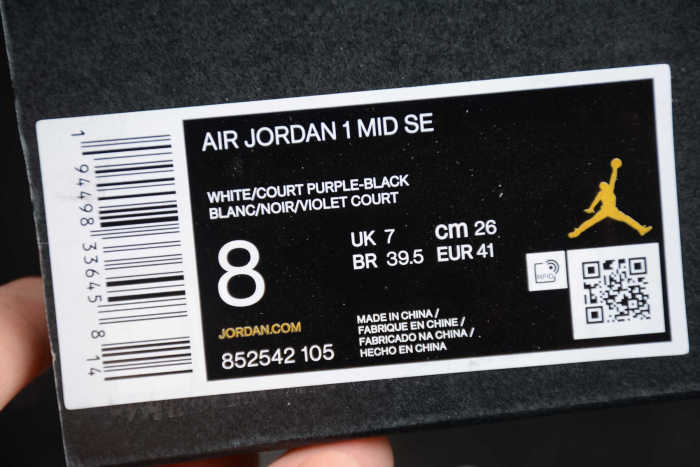 AIR JORDAN 1 MID SE
WHITE/COURT PURPLE-BLACK
BLANC/NOIR/VIOLET COURT
8
UK 7
cm 26
BR 39.5
EUR 41
RFID
JORDAN.COM
852542 105
MADE IN CHINA /
FABRIQUE EN CHINE /
FABRICADO NA CHINA /
HECHO EN CHINA
1 94498 33645 8 14